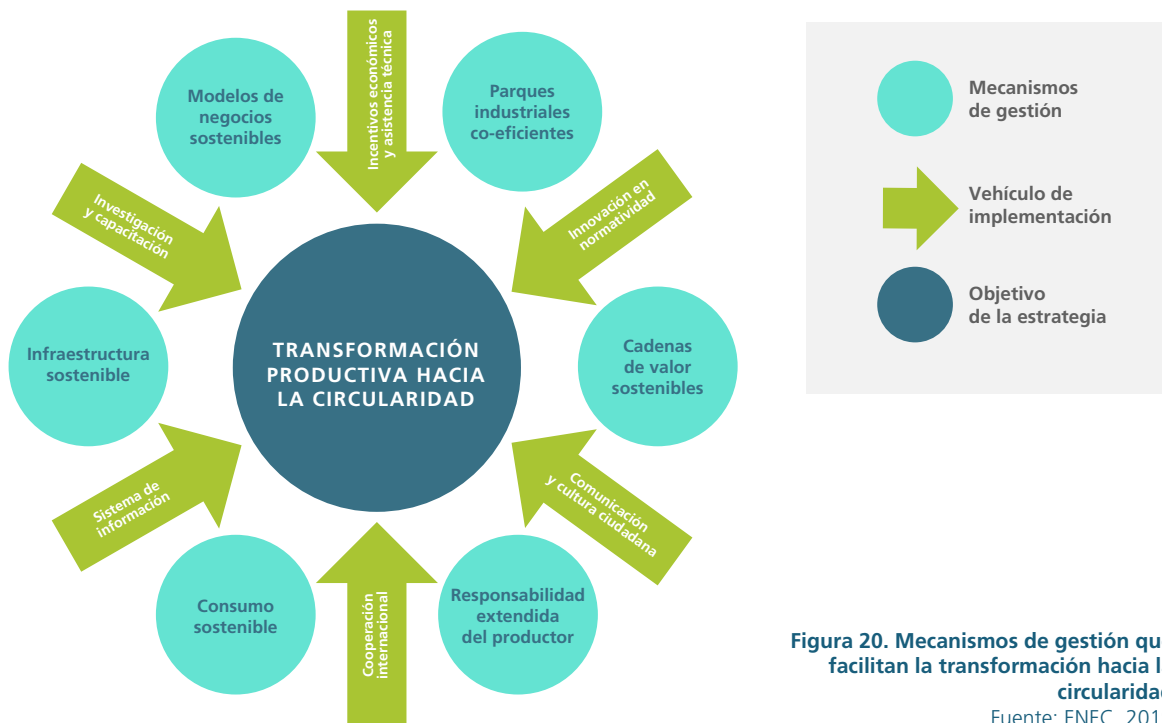 Incentivos económicos
y asistencia técnica
Modelos de
negocios
sostenibles
Parques
industriales
co-eficientes
Investigación
y capacitación
Innovación en
normatividad
Infraestructura
sostenible
TRANSFORMACIÓN
PRODUCTIVA HACIA
LA CIRCULARIDAD
Cadenas
de valor
sostenibles
Sistema de
información
Comunicación
y cultura ciudadana
Consumo
sostenible
Cooperación
internacional
Responsabilidad
extendida
del productor
Mecanismos
de gestión
Vehículo de
implementación
Objetivo
de la estrategia
Figura 20. Mecanismos de gestión qu
facilitan la transformación hacia l
circularida
Fuente: ENEC, 201